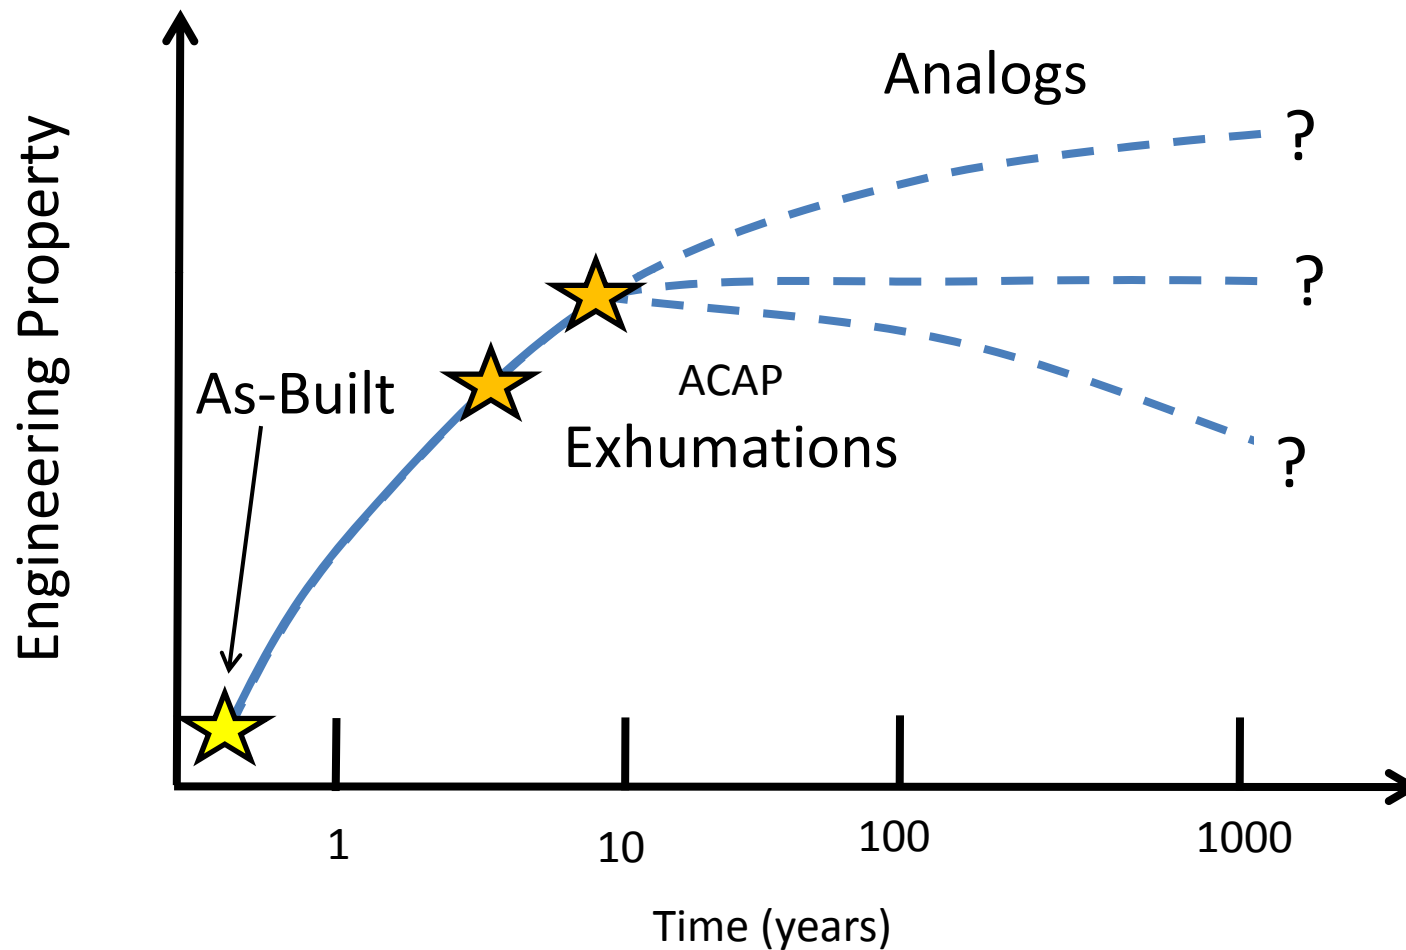 Analogs
?
?
?
Engineering Property
As-Built
ACAP
Exhumations
1
10
100
1000
Time (years)